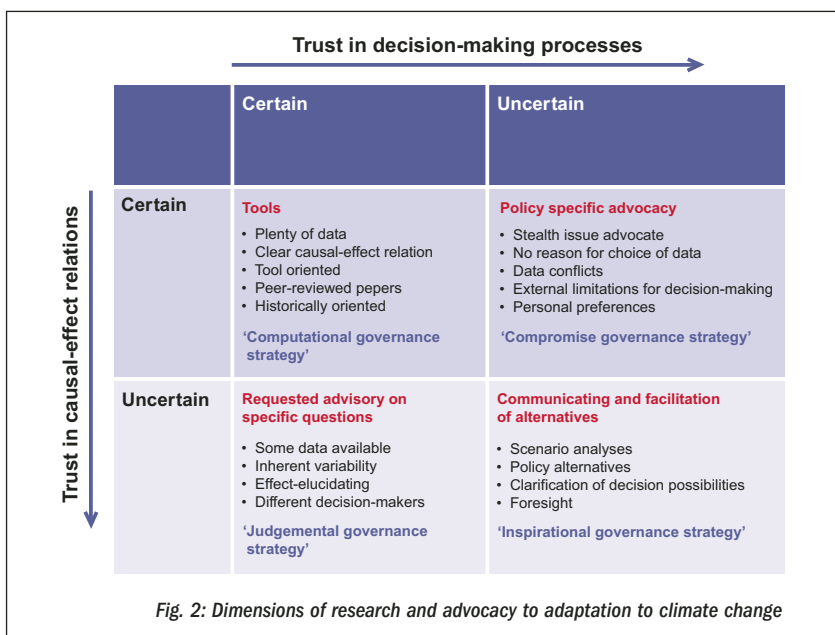 Trust in decision-making processes
Certain
Uncertain
Trust in causal-effect relations
Certain
Tools
• Plenty of data
• Clear causal-effect relation
• Tool oriented
• Peer-reviewed pepers
• Historically oriented
‘Computational governance
strategy’
Policy specific advocacy
• Stealth issue advocate
• No reason for choice of data
• Data conflicts
• External limitations for decision-making
• Personal preferences
‘Compromise governance strategy’
Uncertain
Requested advisory on
specific questions
• Some data available
• Inherent variability
• Effect-elucidating
• Different decision-makers
‘Judgemental governance
strategy’
Communicating and facilitation
of alternatives
• Scenario analyses
• Policy alternatives
• Clarification of decision possibilities
• Foresight
‘Inspirational governance strategy’
Fig. 2: Dimensions of research and advocacy to adaptation to climate change